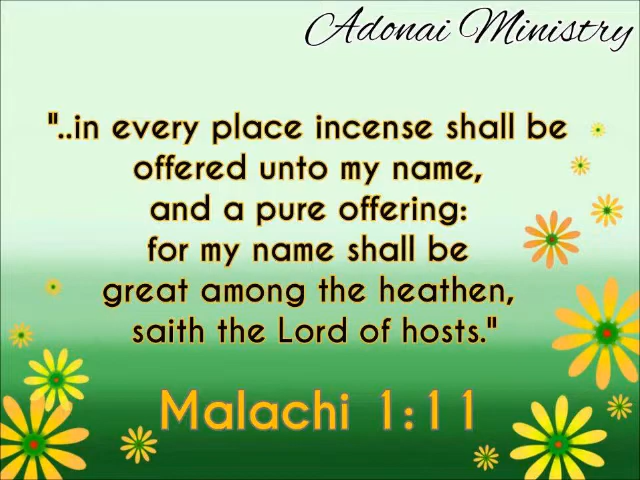 Adonai Ministry
"..in every place incense shall be
offered unto my name,
and a pure offering:
for my name shall be
great among the heathen,
saith the Lord of hosts."
Malachi 1:11